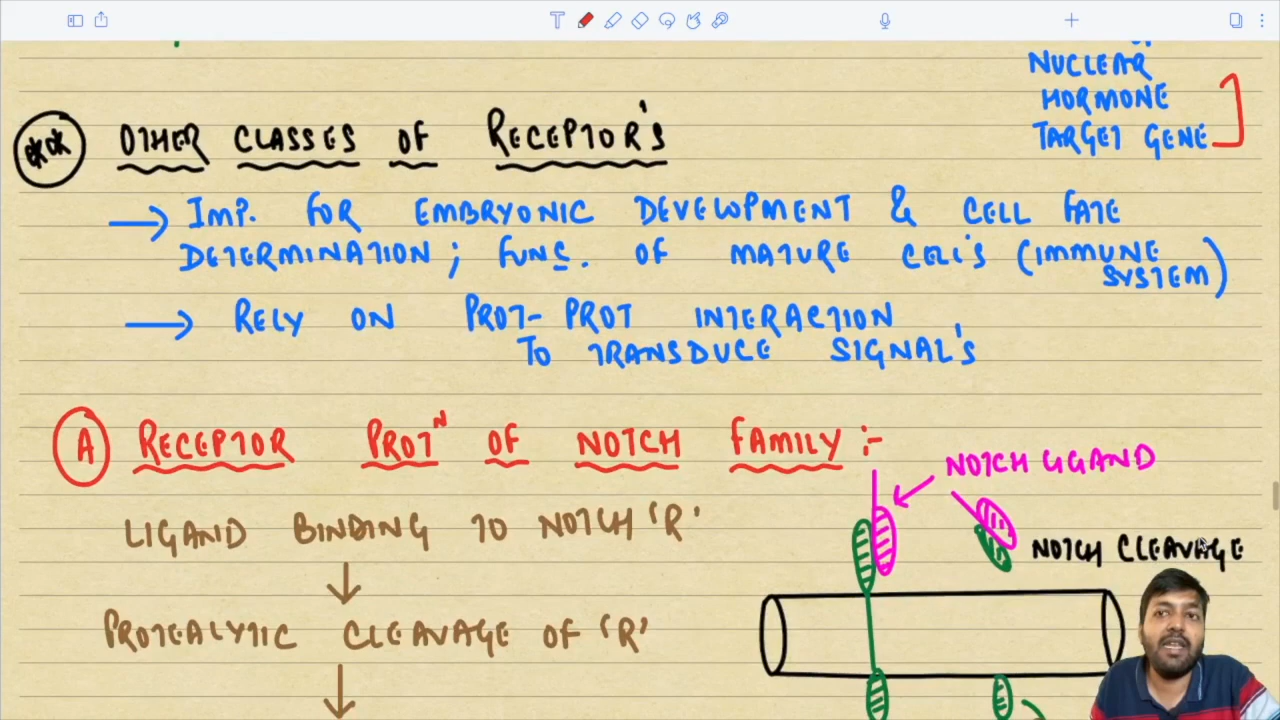 NUCLEAR
HORMONE
TARGET GENE
** OTHER CLASSES OF RECEPTOR'S
→ IMP. FOR EMBRYONIC DEVELOPMENT & CELL FATE
DETERMINATION; FUNC. OF MATURE CELL'S (IMMUNE
SYSTEM)
→ RELY ON PROT-PROT INTERACTION
TO TRANSDUCE SIGNAL'S
A RECEPTOR PROTᴺ OF NOTCH FAMILY :-
NOTCH LIGAND
LIGAND BINDING TO NOTCH 'R'
NOTCH CLEAVAGE
↓
PROTEALYTIC CLEAVAGE OF 'R'
↓